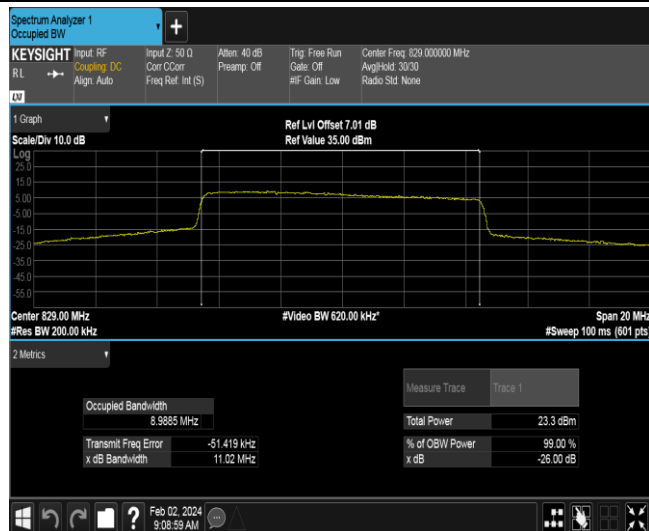 Spectrum Analyzer 1
Occupied BW
+
KEYSIGHT
RL
Input: RF
Coupling: DC
Align: Auto
Input Z: 50 Ω
Corr CCorr
Freq Ref: Int (S)
Atten: 40 dB
Preamp: Off
Trig: Free Run
Gate: Off
#IF Gain: Low
Center Freq: 829.000000 MHz
Avg|Hold: 30/30
Radio Std: None
LXI
1 Graph
Scale/Div 10.0 dB
Ref Lvl Offset 7.01 dB
Ref Value 35.00 dBm
Log
25.0
15.0
5.00
-5.00
-15.0
-25.0
-35.0
-45.0
-55.0
Center 829.00 MHz
#Res BW 200.00 kHz
#Video BW 620.00 kHz*
Span 20 MHz
#Sweep 100 ms (601 pts)
2 Metrics
Measure Trace Trace 1
Occupied Bandwidth
8.9885 MHz
Total Power 23.3 dBm
Transmit Freq Error -51.419 kHz
% of OBW Power 99.00 %
x dB Bandwidth 11.02 MHz
x dB -26.00 dB
?
Feb 02, 2024
9:08:59 AM